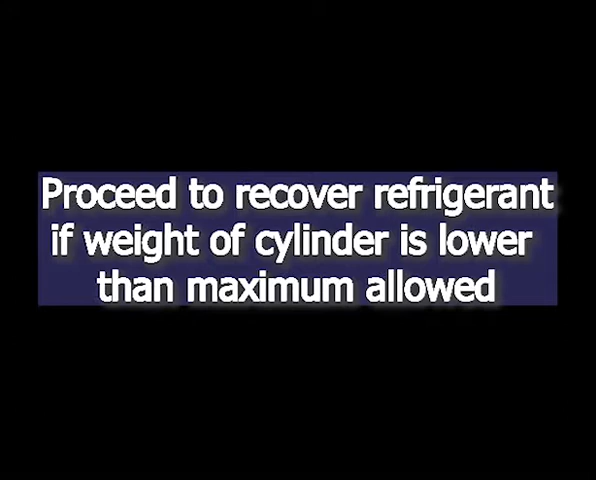 Proceed to recover refrigerant
if weight of cylinder is lower
than maximum allowed